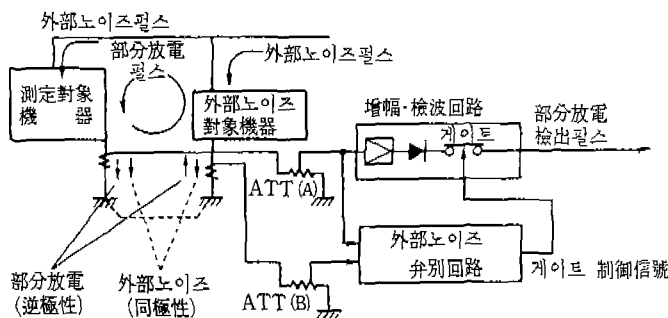 外部노이즈펄스
部分放電
펄스
外部노이즈펄스
測定對象
機 器
外部노이즈
對象機器
增幅·檢波回路
게이트
部分放電
檢出펄스
ATT(A)
外部노이즈
弁別回路
게이트 制御信號
部分放電
(逆極性)
外部노이즈
(同極性)
ATT(B)